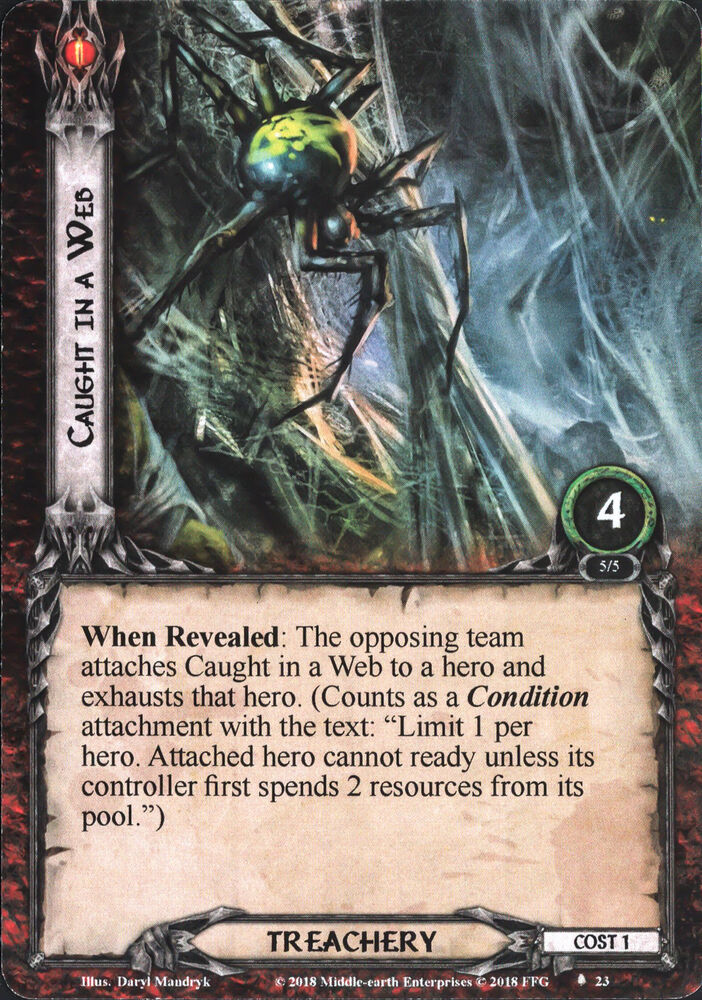 Caught in a Web
4
5/5
When Revealed: The opposing team
attaches Caught in a Web to a hero and
exhausts that hero. (Counts as a Condition
attachment with the text: “Limit 1 per
hero. Attached hero cannot ready unless its
controller first spends 2 resources from its
pool.”)
TREACHERY
COST 1
Illus. Daryl Mandryk
© 2018 Middle-earth Enterprises © 2018 FFG
23